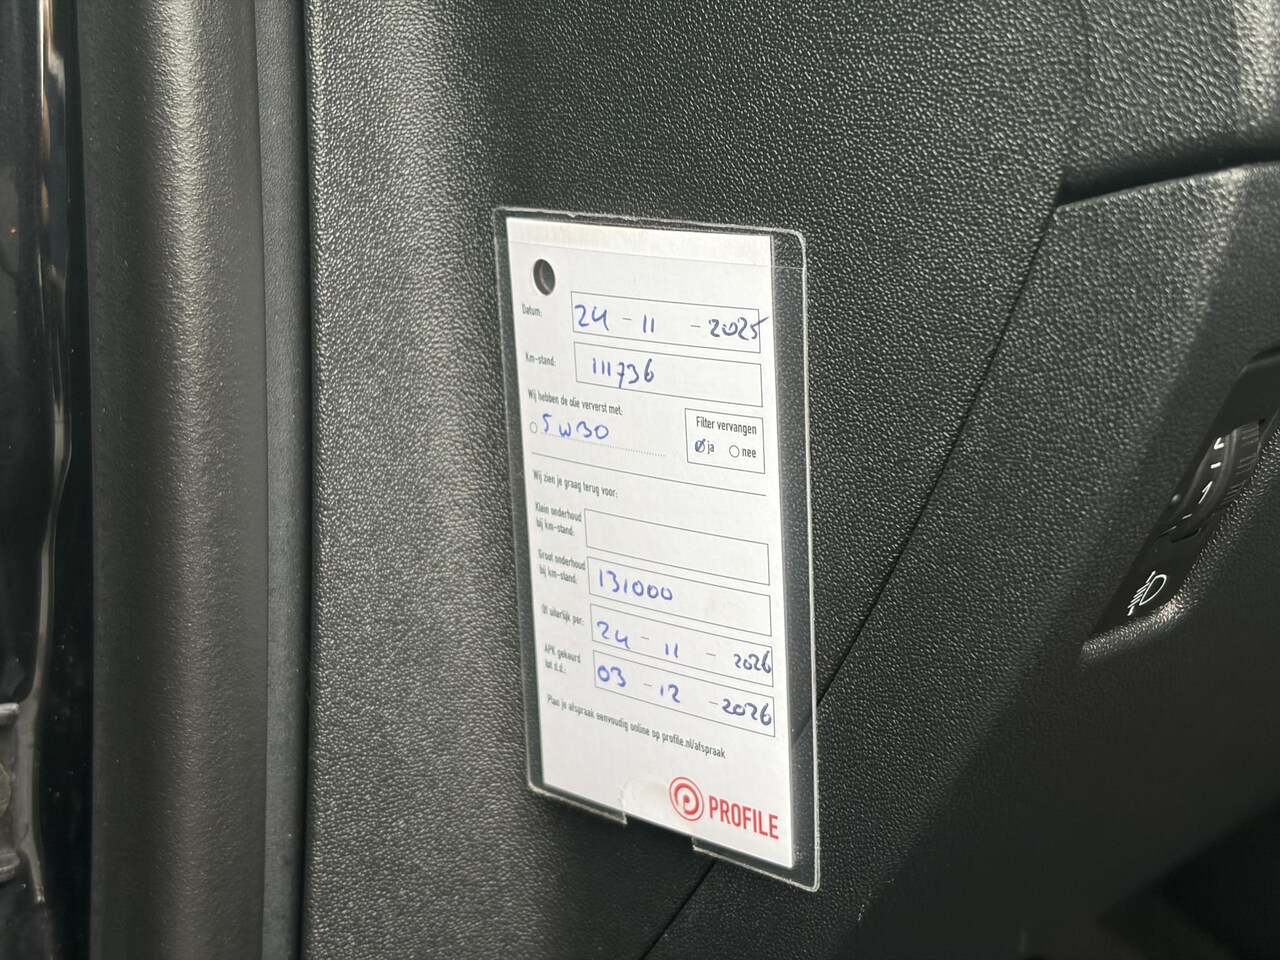 Datum: 24 - 11 - 2025
Km-stand: 111736
Wij hebben de olie ververst met:
5W30
Filter vervangen
ja nee
Wij zien je graag terug voor:
Klein onderhoud
bij km-stand:
Groot onderhoud
bij km-stand: 131000
Of uiterlijk per: 24 - 11 - 2026
APK gekeurd
tot d.d.: 03 - 12 - 2026
Plan je afspraak eenvoudig online op profile.nl/afspraak
PROFILE